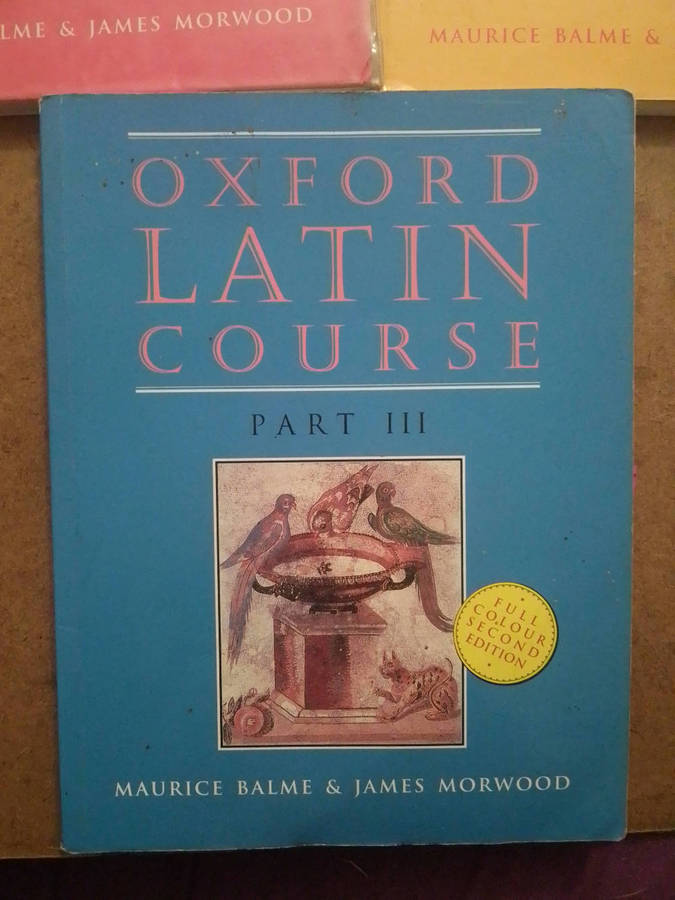 LME & JAMES MORWOOD
MAURICE BALME &
OXFORD
LATIN
COURSE
PART III
FULL
COLOUR
SECOND
EDITION
MAURICE BALME & JAMES MORWOOD